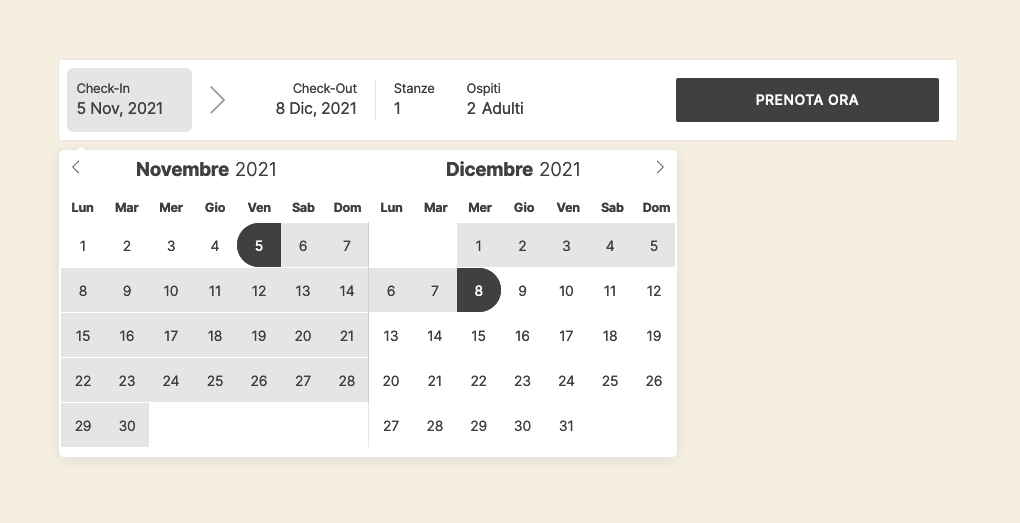 Check-In
5 Nov, 2021
Check-Out
8 Dic, 2021
Stanze
1
Ospiti
2 Adulti
PRENOTA ORA
Novembre 2021
Lun Mar Mer Gio Ven Sab Dom
1 2 3 4 5 6 7
8 9 10 11 12 13 14
15 16 17 18 19 20 21
22 23 24 25 26 27 28
29 30
Dicembre 2021
Lun Mar Mer Gio Ven Sab Dom
1 2 3 4 5
6 7 8 9 10 11 12
13 14 15 16 17 18 19
20 21 22 23 24 25 26
27 28 29 30 31